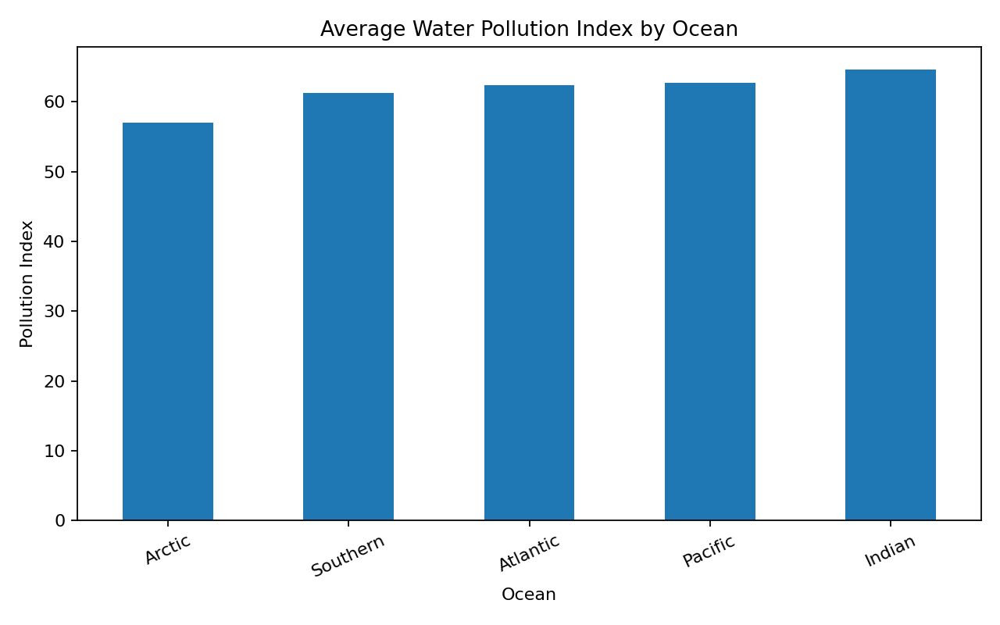 Average Water Pollution Index by Ocean
Pollution Index
60
50
40
30
20
10
0
Arctic
Southern
Atlantic
Pacific
Indian
Ocean